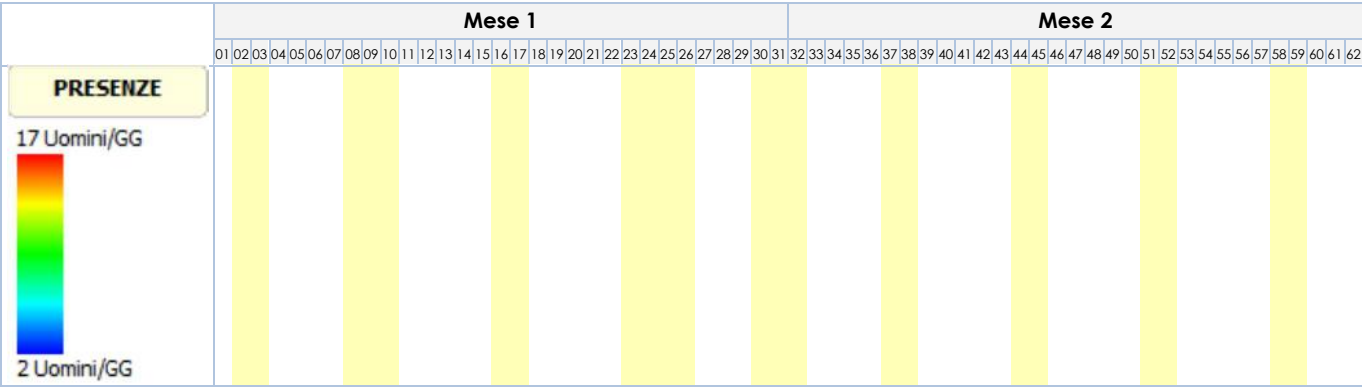 Mese 1 Mese 2
01 02 03 04 05 06 07 08 09 10 11 12 13 14 15 16 17 18 19 20 21 22 23 24 25 26 27 28 29 30 31 32 33 34 35 36 37 38 39 40 41 42 43 44 45 46 47 48 49 50 51 52 53 54 55 56 57 58 59 60 61 62
PRESENZE
17 Uomini/GG
2 Uomini/GG